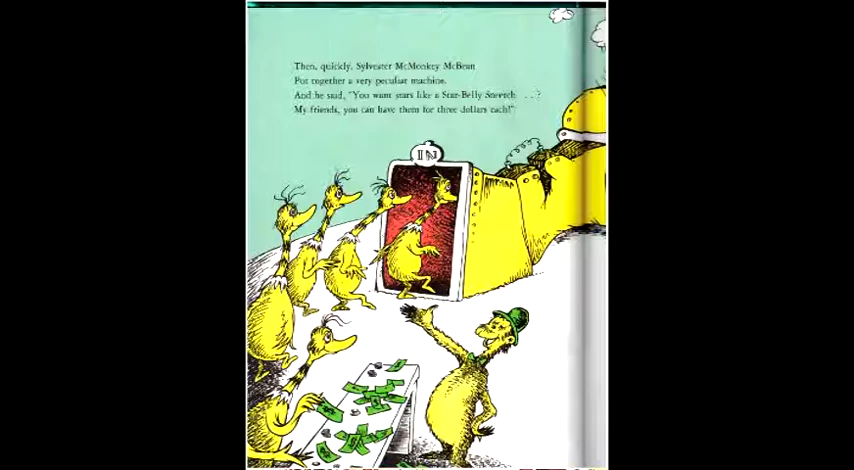 Then, quickly, Sylvester McMonkey McBean
Put together a very peculiar machine.
And he said, "You want stars like a Star-Belly Sneetch . . . ?
My friends, you can have them for three dollars each!"
IN